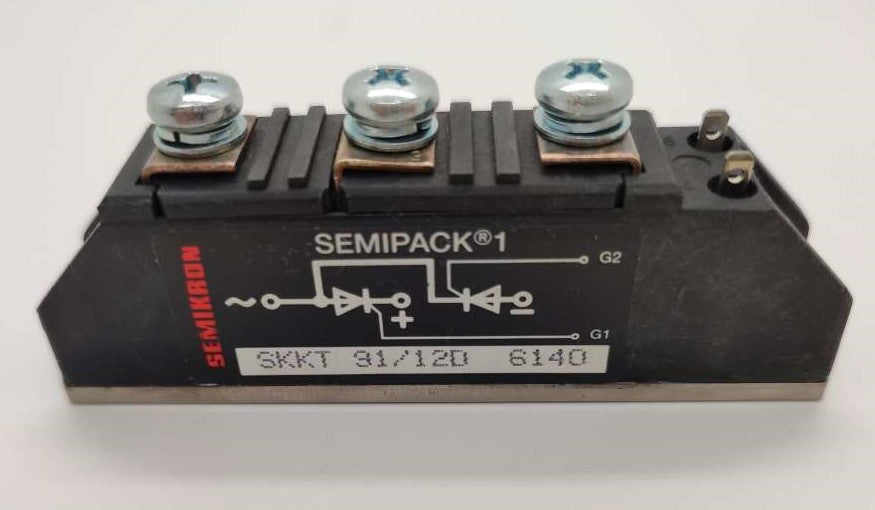 SEMIKRON
SEMIPACK®1
G2
~
+
–
G1
SKKT 91/12D 6140